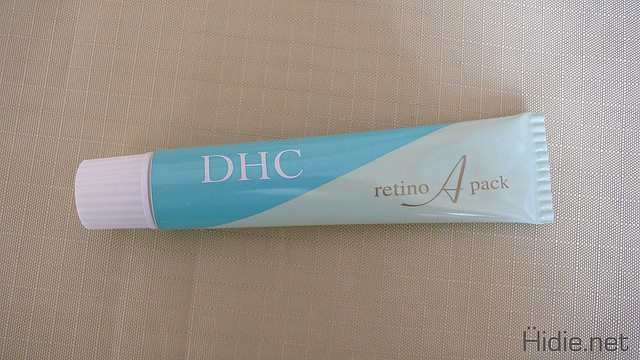 DHC
retino A pack
Hidie.net